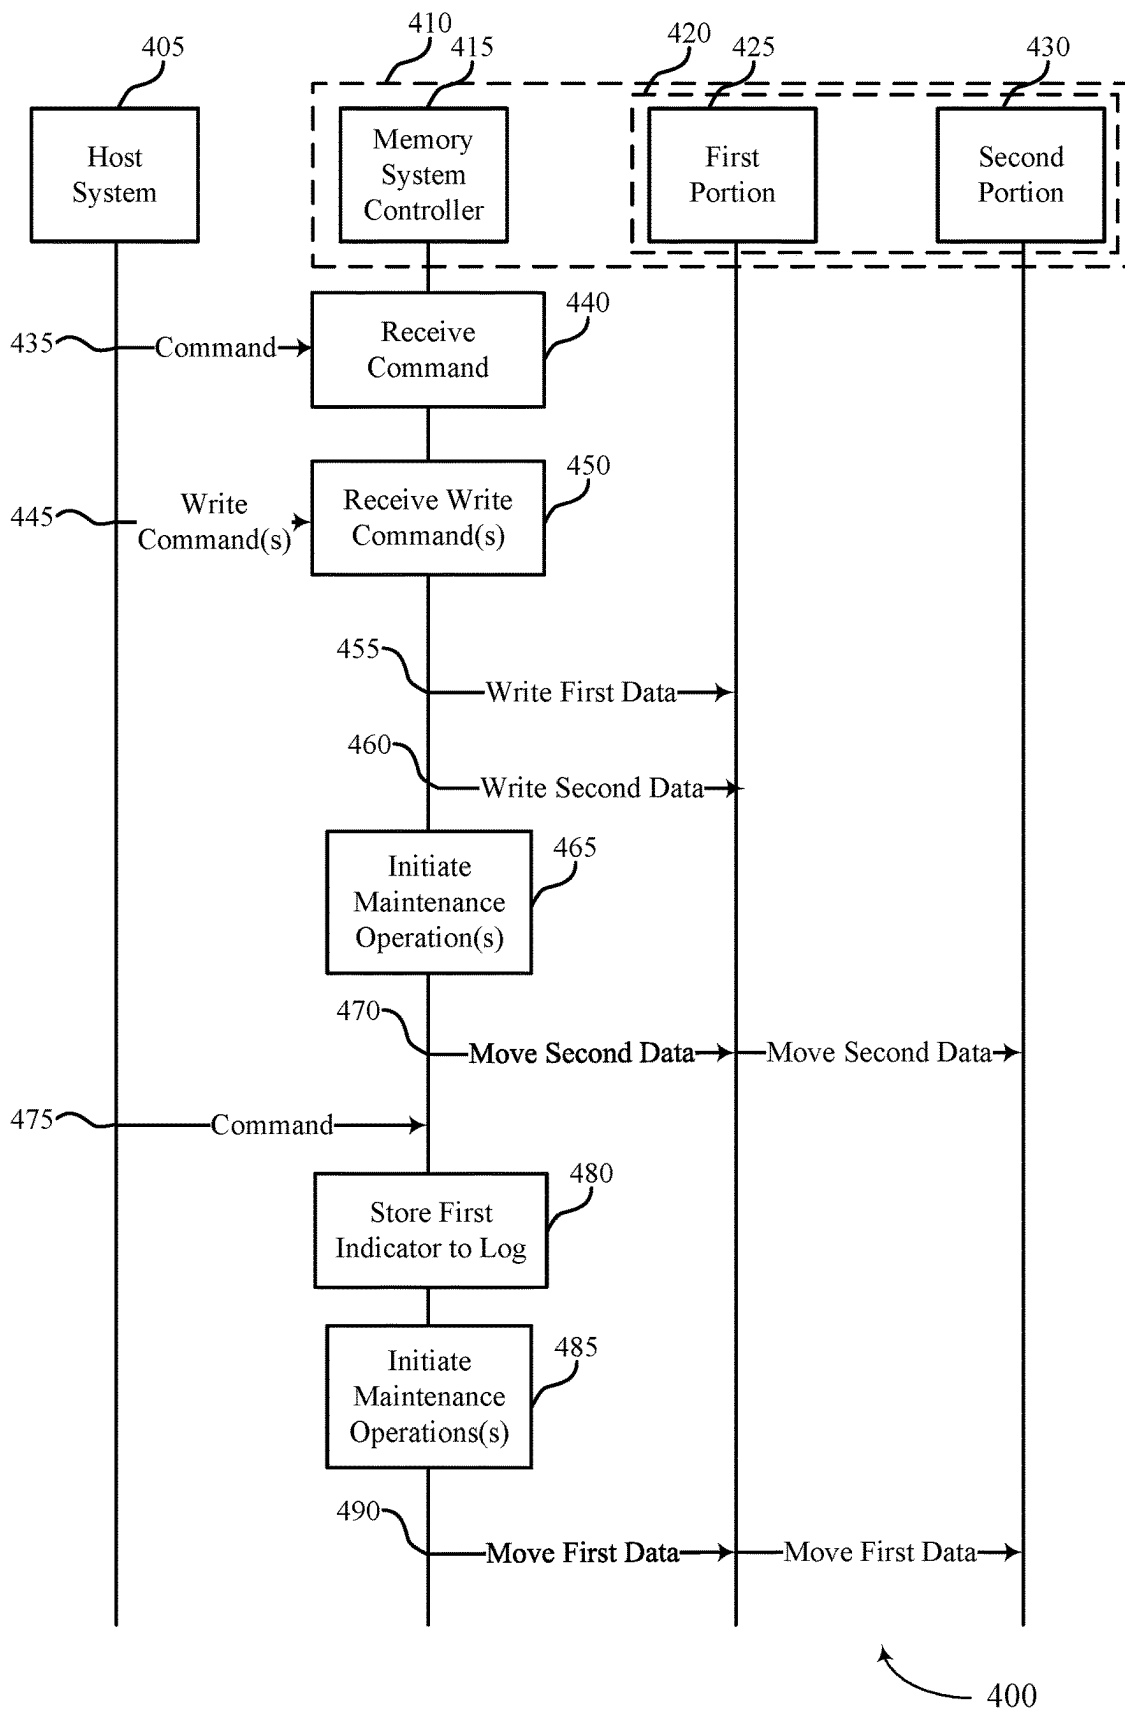 410
420
405
415
425
430
Host
System
Memory
System
Controller
First
Portion
Second
Portion
440
435
Command
Receive
Command
450
445
Write
Command(s)
Receive Write
Command(s)
455
Write First Data
460
Write Second Data
465
Initiate
Maintenance
Operation(s)
470
Move Second Data
Move Second Data
475
Command
480
Store First
Indicator to Log
485
Initiate
Maintenance
Operations(s)
490
Move First Data
Move First Data
400